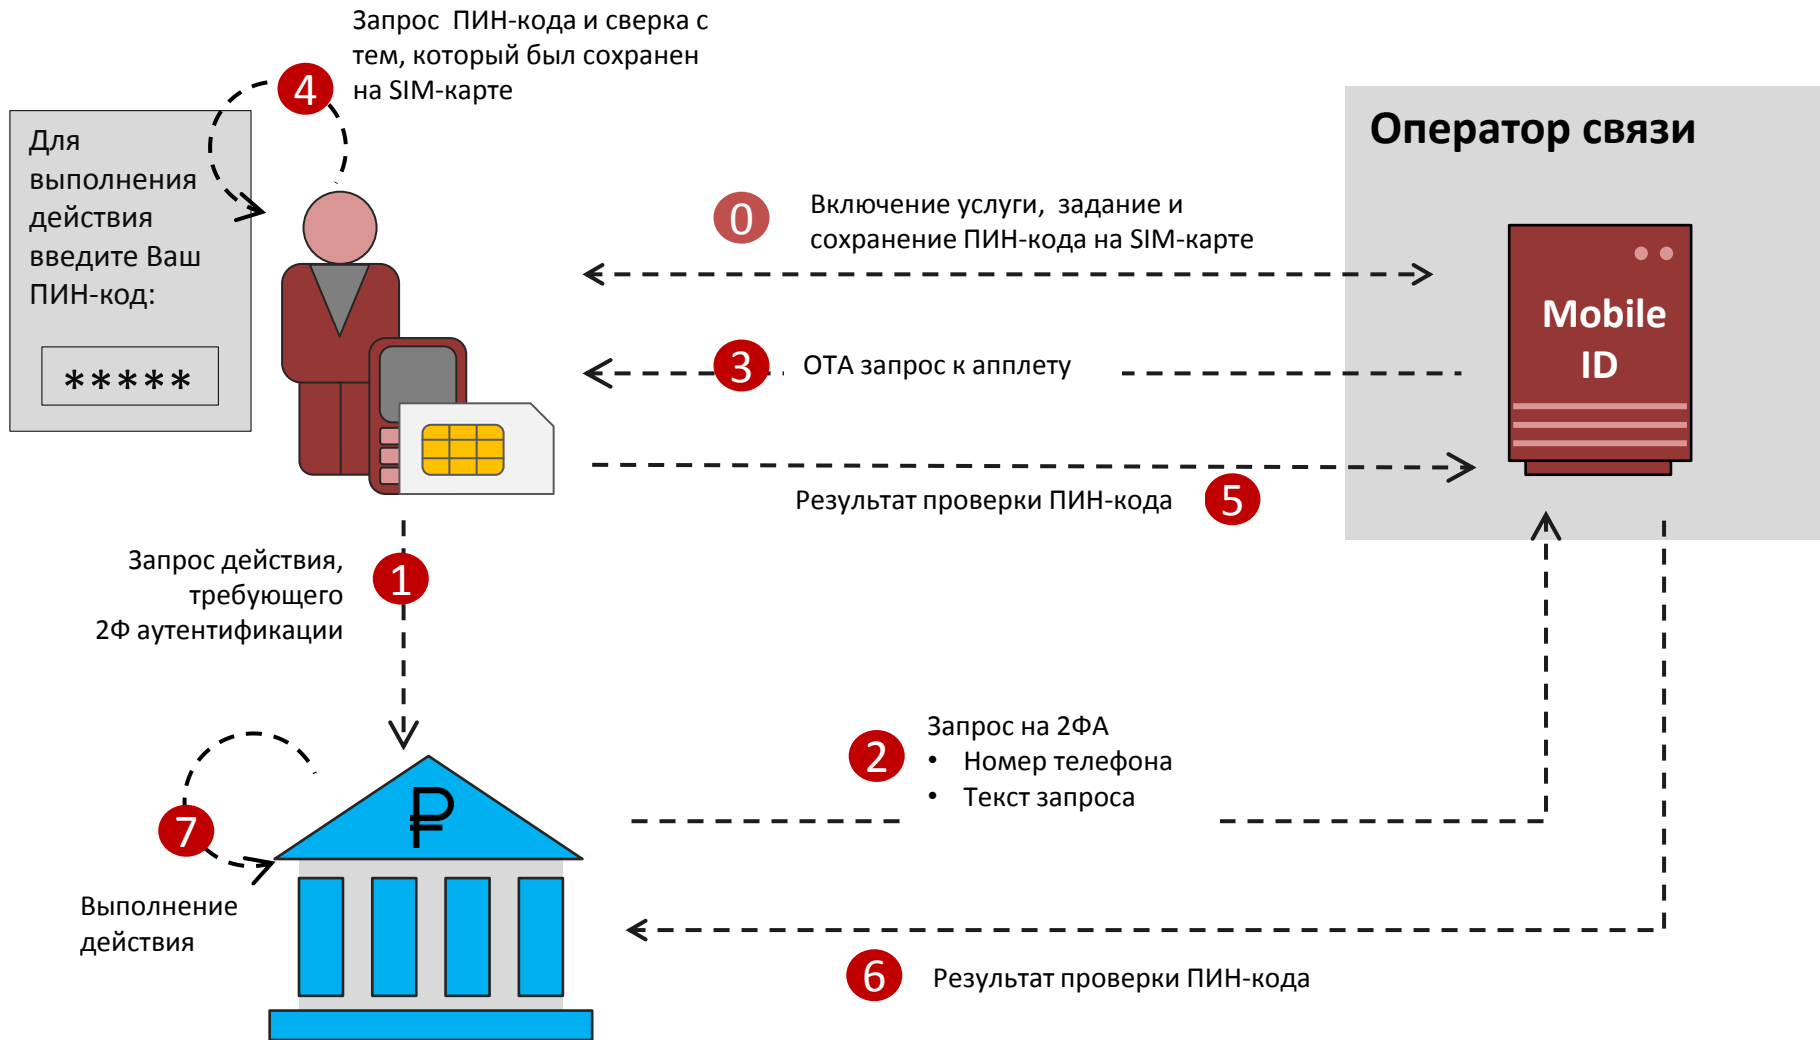 Запрос ПИН-кода и сверка с
тем, который был сохранен
на SIM-карте
4
Для
выполнения
действия
введите Ваш
ПИН-код:
*****
Оператор связи
0
Включение услуги, задание и
сохранение ПИН-кода на SIM-карте
Mobile
ID
3
ОТА запрос к апплету
Результат проверки ПИН-кода
5
Запрос действия,
требующего
2Ф аутентификации
1
2
Запрос на 2ФА
• Номер телефона
• Текст запроса
₽
7
Выполнение
действия
6
Результат проверки ПИН-кода